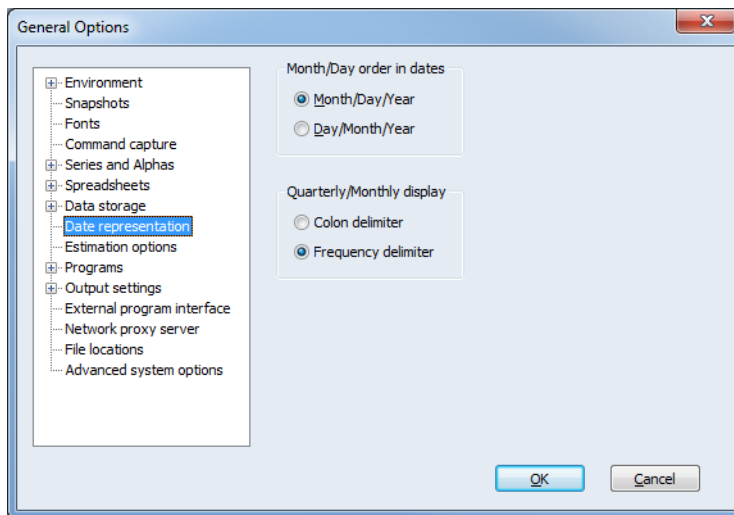 General Options
Environment
Snapshots
Fonts
Command capture
Series and Alphas
Spreadsheets
Data storage
Date representation
Estimation options
Programs
Output settings
External program interface
Network proxy server
File locations
Advanced system options
Month/Day order in dates
Month/Day/Year
Day/Month/Year
Quarterly/Monthly display
Colon delimiter
Frequency delimiter
OK
Cancel